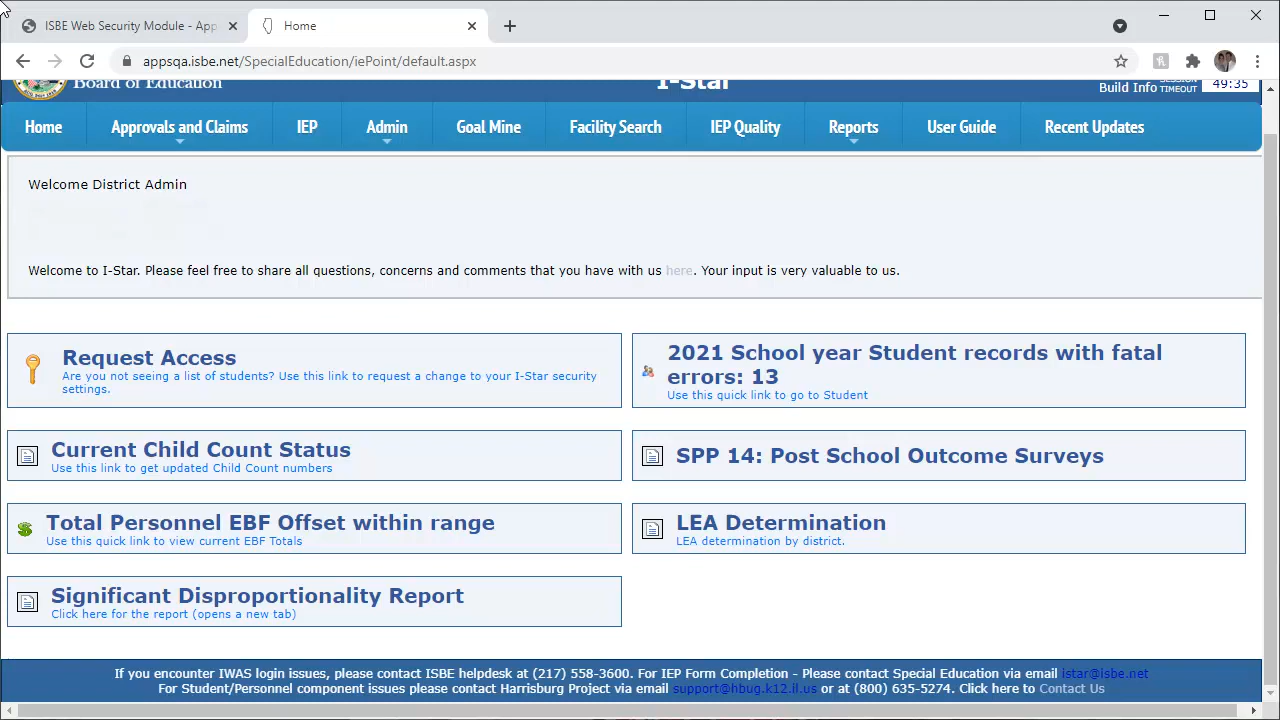 ISBE Web Security Module - App
Home
appsqa.isbe.net/SpecialEducation/iePoint/default.aspx
Board of Education
I-Star
Build Info
TIMEOUT
49:35
Home
Approvals and Claims
IEP
Admin
Goal Mine
Facility Search
IEP Quality
Reports
User Guide
Recent Updates
Welcome District Admin
Welcome to I-Star. Please feel free to share all questions, concerns and comments that you have with us here. Your input is very valuable to us.
Request Access
Are you not seeing a list of students? Use this link to request a change to your I-Star security
settings.
2021 School year Student records with fatal
errors: 13
Use this quick link to go to Student
Current Child Count Status
Use this link to get updated Child Count numbers
SPP 14: Post School Outcome Surveys
Total Personnel EBF Offset within range
Use this quick link to view current EBF Totals
LEA Determination
LEA determination by district.
Significant Disproportionality Report
Click here for the report (opens a new tab)
If you encounter IWAS login issues, please contact ISBE helpdesk at (217) 558-3600. For IEP Form Completion - Please contact Special Education via email istar@isbe.net
For Student/Personnel component issues please contact Harrisburg Project via email support@hbug.k12.il.us or at (800) 635-5274. Click here to Contact Us